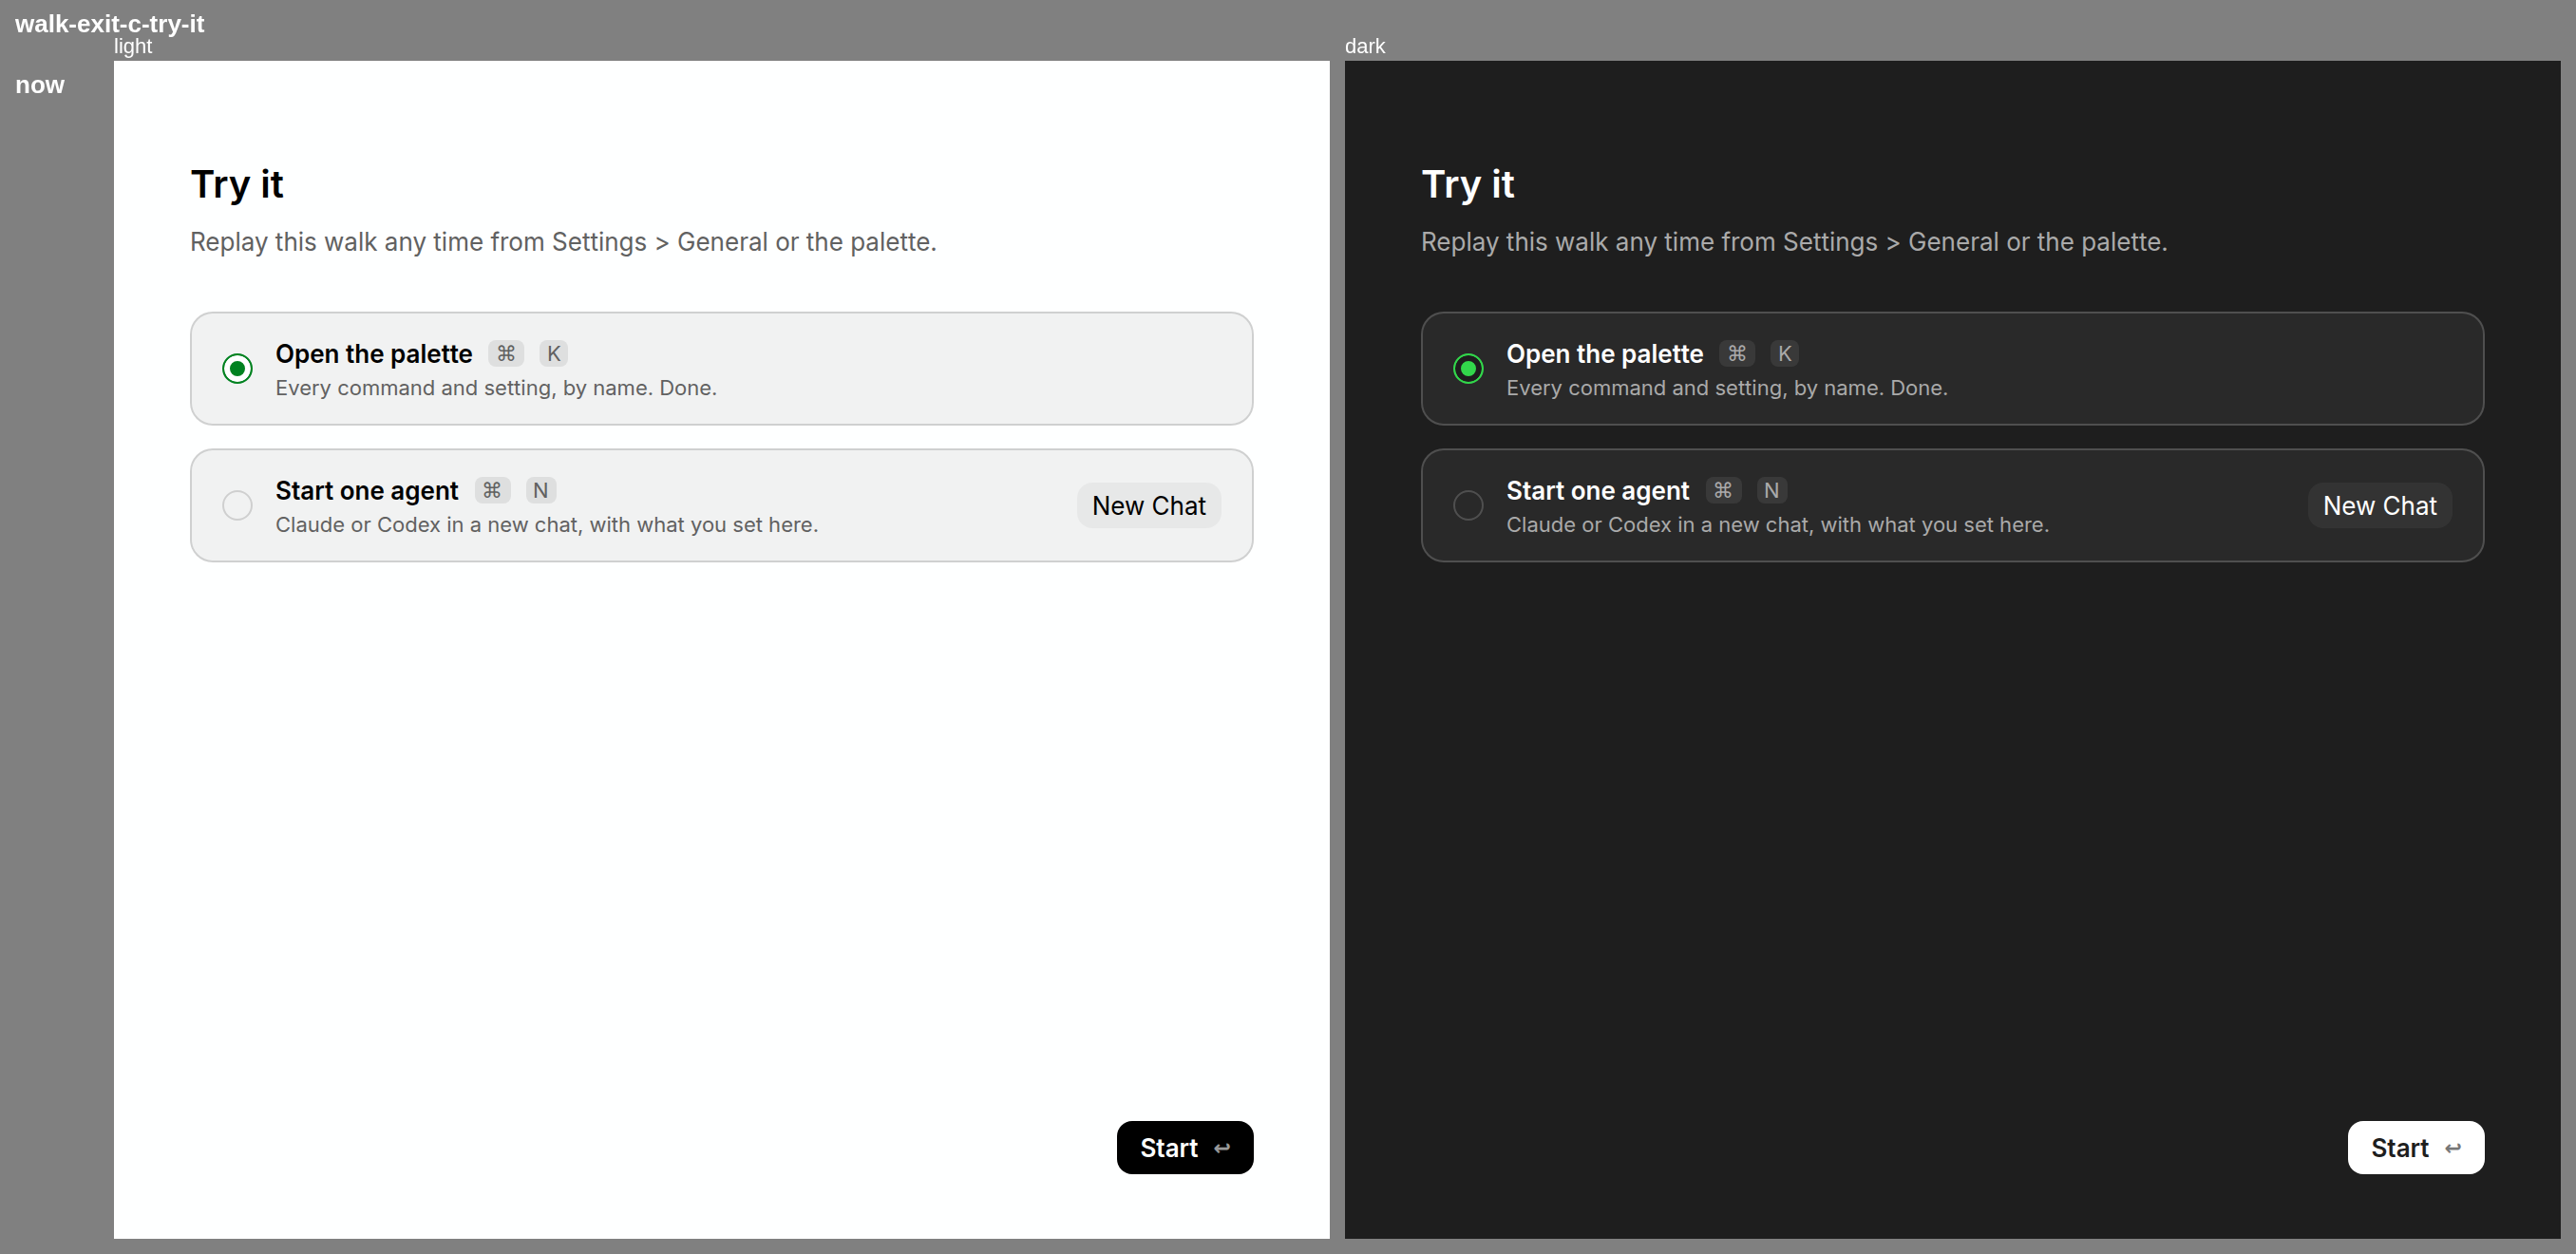 walk-exit-c-try-it
light
dark
now
Try it
Replay this walk any time from Settings > General or the palette.
Open the palette ⌘ K
Every command and setting, by name. Done.
Start one agent ⌘ N
Claude or Codex in a new chat, with what you set here.
New Chat
Start ↩
Try it
Replay this walk any time from Settings > General or the palette.
Open the palette ⌘ K
Every command and setting, by name. Done.
Start one agent ⌘ N
Claude or Codex in a new chat, with what you set here.
New Chat
Start ↩